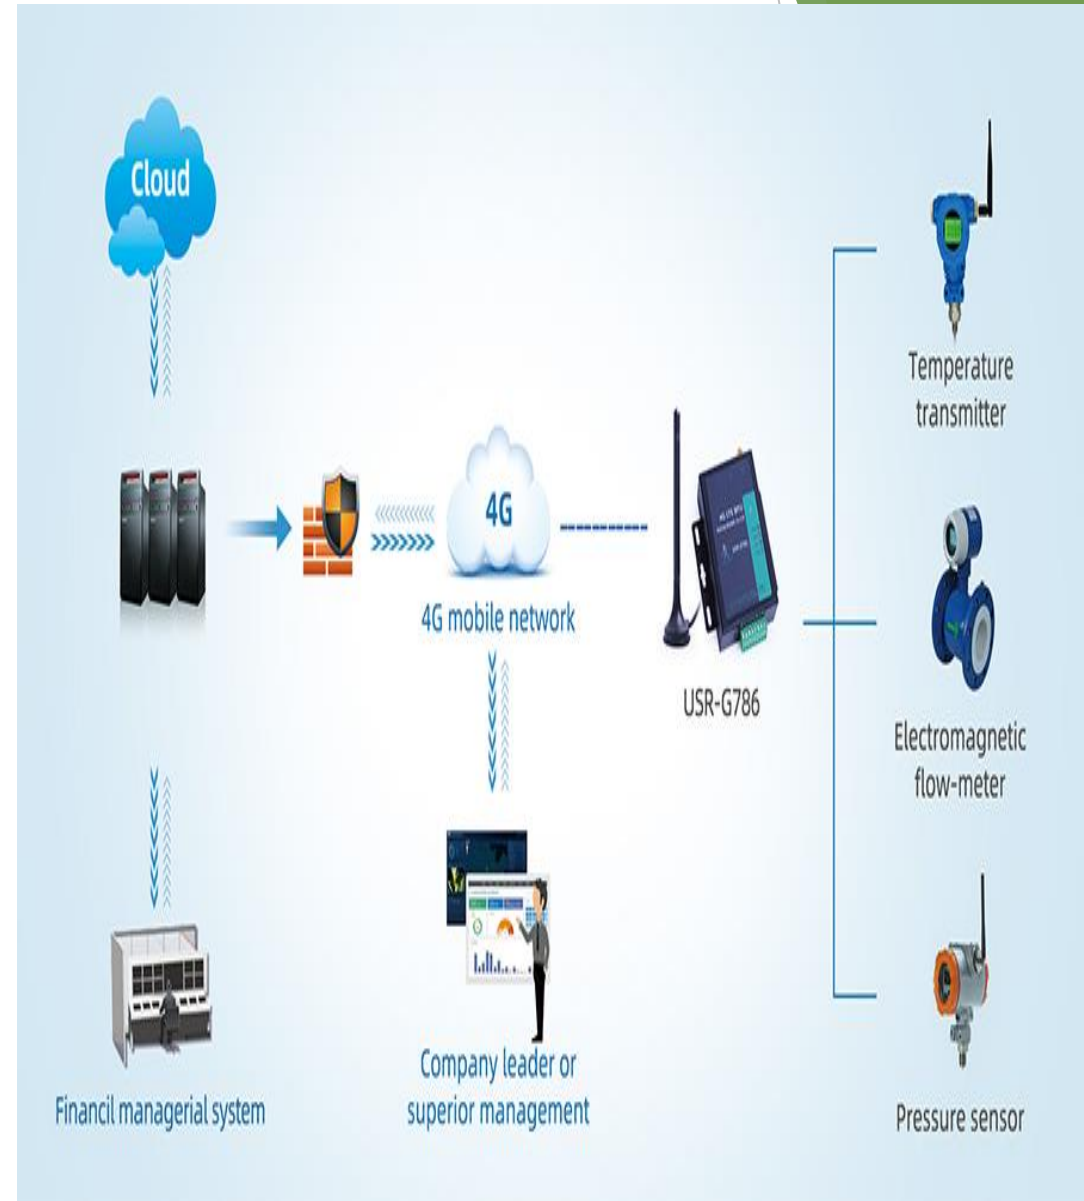 Cloud
4G
4G mobile network
USR-G786
Temperature
transmitter
Electromagnetic
flow-meter
Pressure sensor
Financil managerial system
Company leader or
superior management